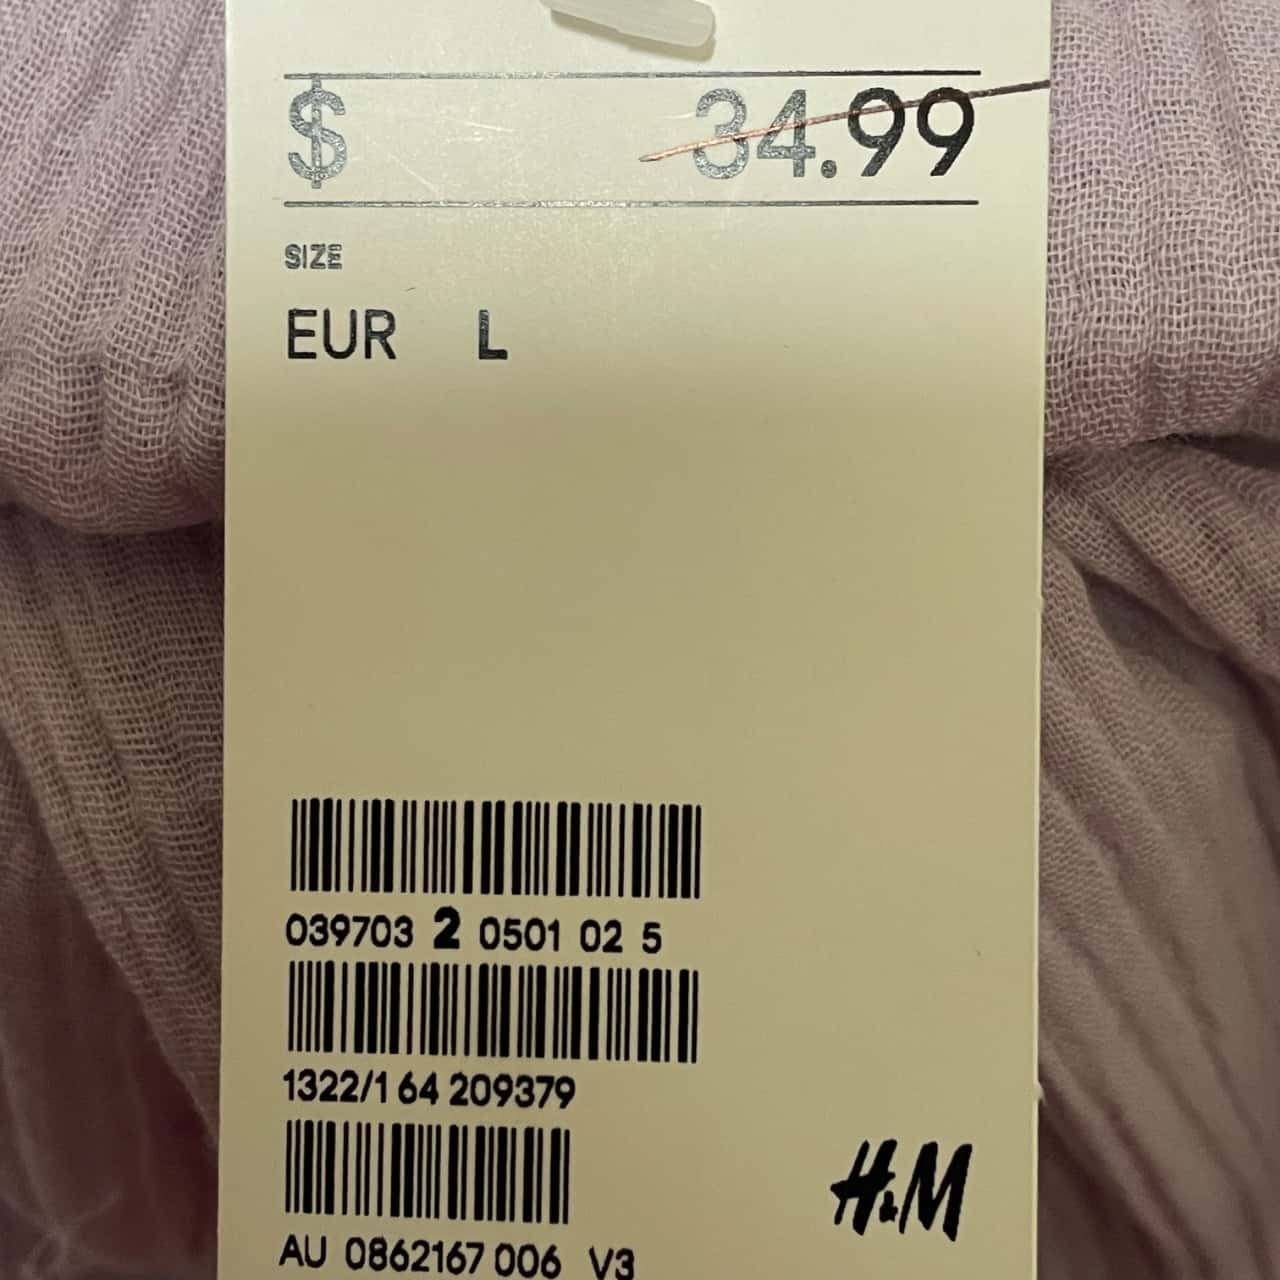 $ 34.99
SIZE
EUR L
039703 2 0501 02 5
1322/1 64 209379
H&M
AU 0862167 006 V3